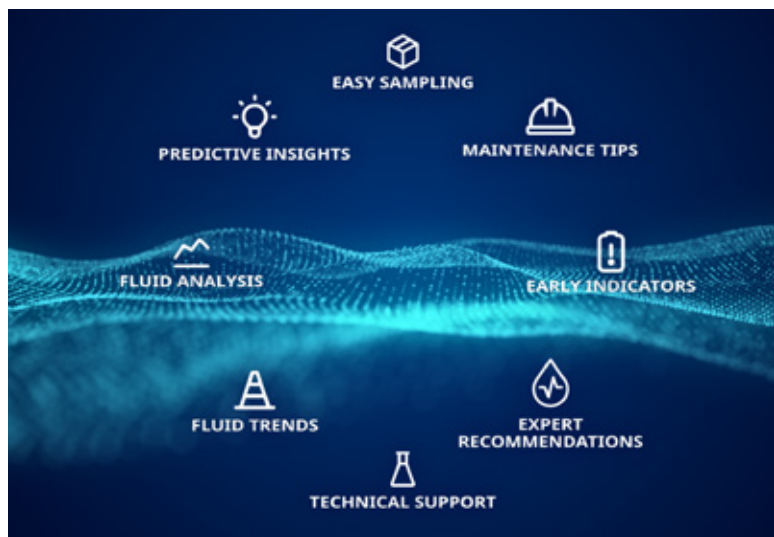 EASY SAMPLING
PREDICTIVE INSIGHTS
MAINTENANCE TIPS
FLUID ANALYSIS
EARLY INDICATORS
FLUID TRENDS
EXPERT
RECOMMENDATIONS
TECHNICAL SUPPORT